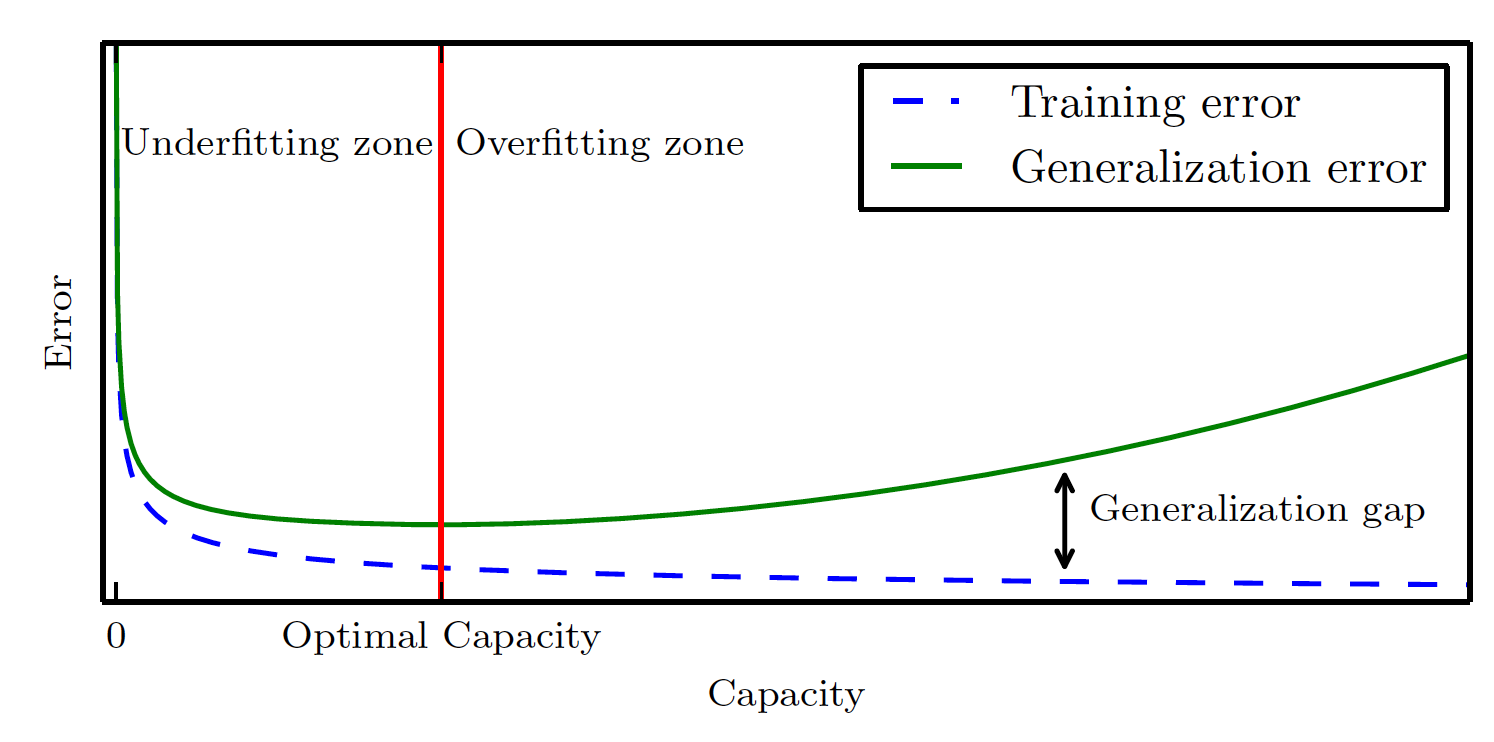 Training error
Generalization error
Underfitting zone
Overfitting zone
Error
Generalization gap
0
Optimal Capacity
Capacity